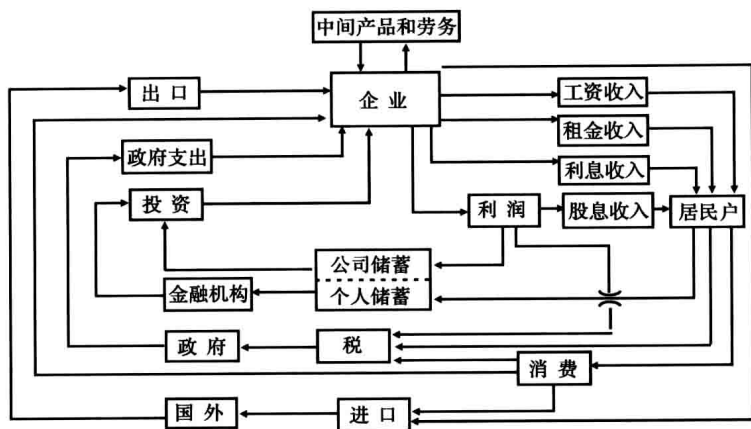 中间产品和劳务
出口
企业
工资收入
租金收入
政府支出
利息收入
投资
利润
股息收入
居民户
公司储蓄
金融机构
个人储蓄
政府
税
消费
国外
进口